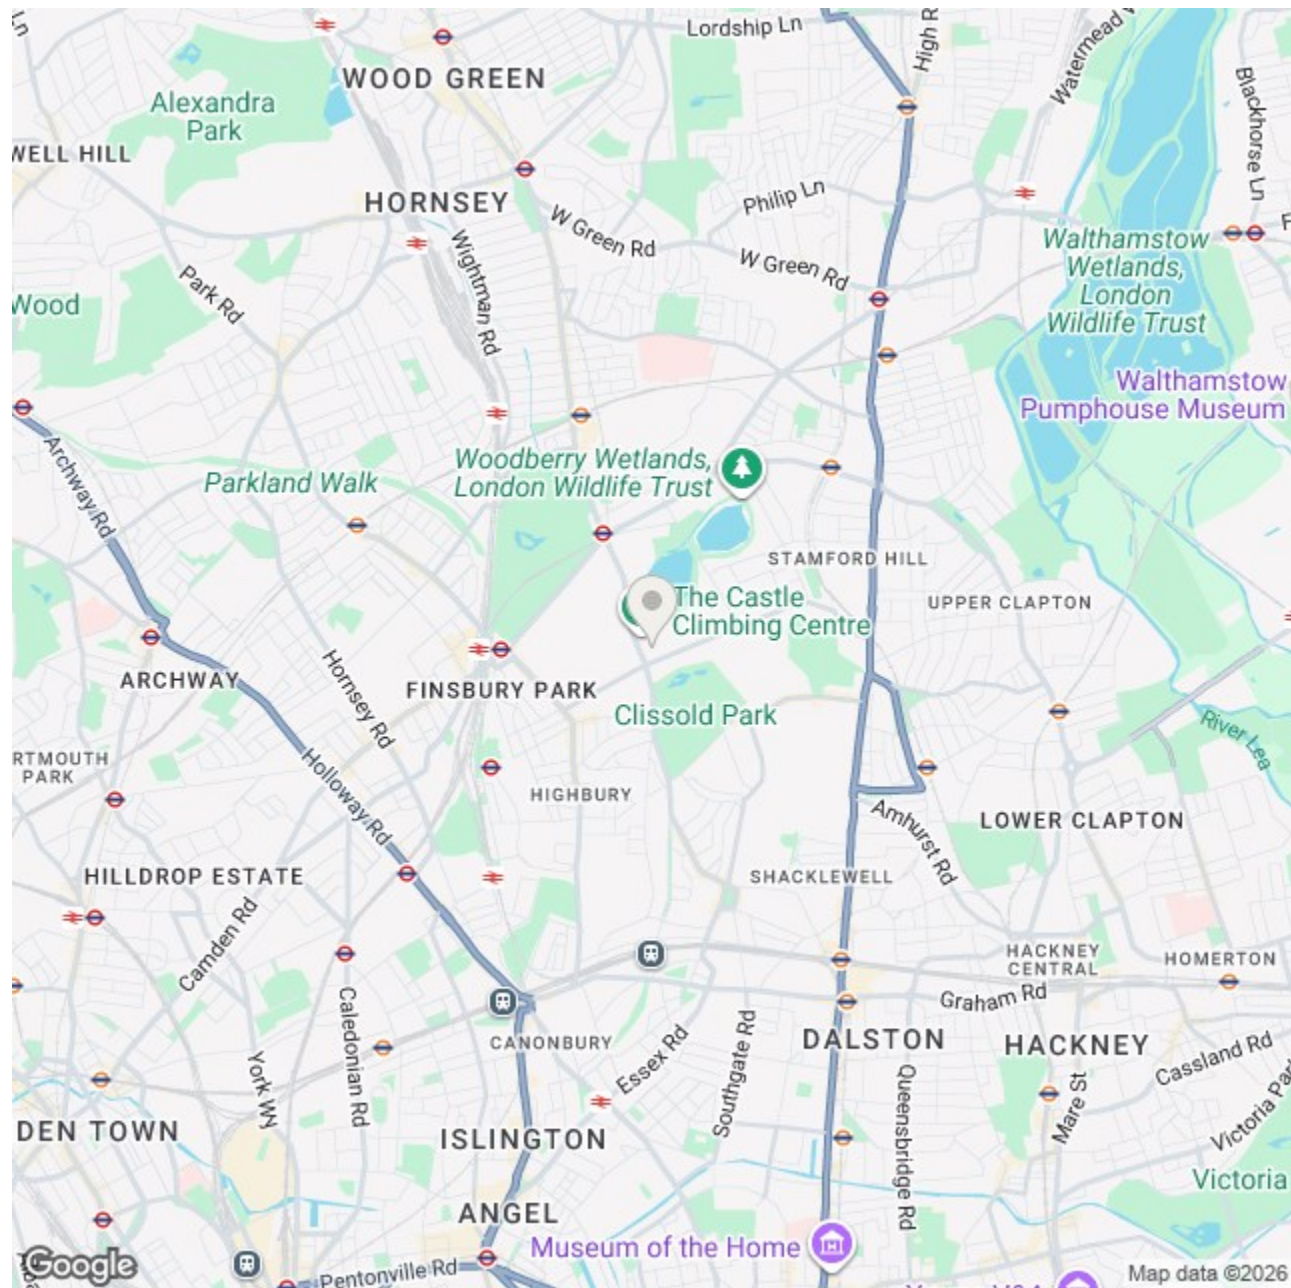 Ln
Lordship Ln
High R
Watermead
WOOD GREEN
Alexandra
Park
Blackhorse Ln
WELL HILL
HORNSEY
Philip Ln
W Green Rd
W Green Rd
Wightman Rd
Park Rd
Wood
Walthamstow
Wetlands,
London
Wildlife Trust
Walthamstow
Pumphouse Museum
Archway Rd
Parkland Walk
Woodberry Wetlands,
London Wildlife Trust
STAMFORD HILL
UPPER CLAPTON
The Castle
Climbing Centre
ARCHWAY
Hornsey Rd
FINSBURY PARK
Clissold Park
River Lea
RTMOUTH
PARK
Holloway Rd
HIGHBURY
Amhurst Rd
LOWER CLAPTON
HILLDROP ESTATE
SHACKLEWELL
Camden Rd
HACKNEY
CENTRAL
HOMERTON
Graham Rd
Caledonian Rd
CANONBURY
Essex Rd
Southgate Rd
DALSTON
HACKNEY
Cassland Rd
York Wy
Queensbridge Rd
Mare St
Victoria Par
DEN TOWN
ISLINGTON
Victoria
ANGEL
Museum of the Home
Pentonville Rd
Google
Map data ©2026